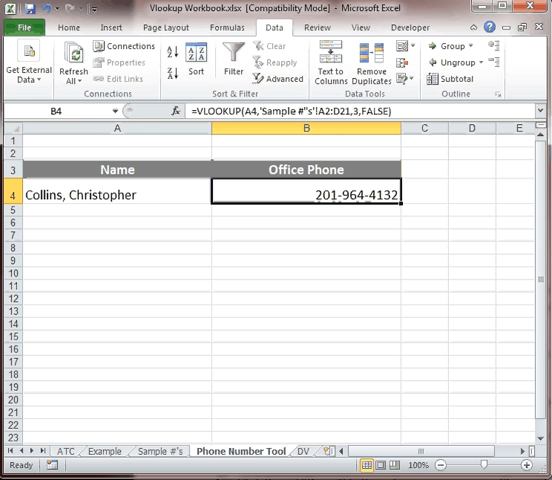 Vlookup Workbook.xlsx [Compatibility Mode] - Microsoft Excel
File Home Insert Page Layout Formulas Data Review View Developer
Get External Data
Refresh All
Connections
Properties
Edit Links
Sort
Filter
Clear
Reapply
Advanced
Text to Columns
Remove Duplicates
Group
Ungroup
Subtotal
Connections Sort & Filter Data Tools Outline
B4 fx =VLOOKUP(A4,'Sample #''s'!A2:D21,3,FALSE)
A B C D E
1
2
3 Name Office Phone
4 Collins, Christopher 201-964-4132
5
6
7
8
9
10
11
12
13
14
15
16
17
18
19
20
21
22
23
ATC Example Sample #'s Phone Number Tool DV
Ready 100%